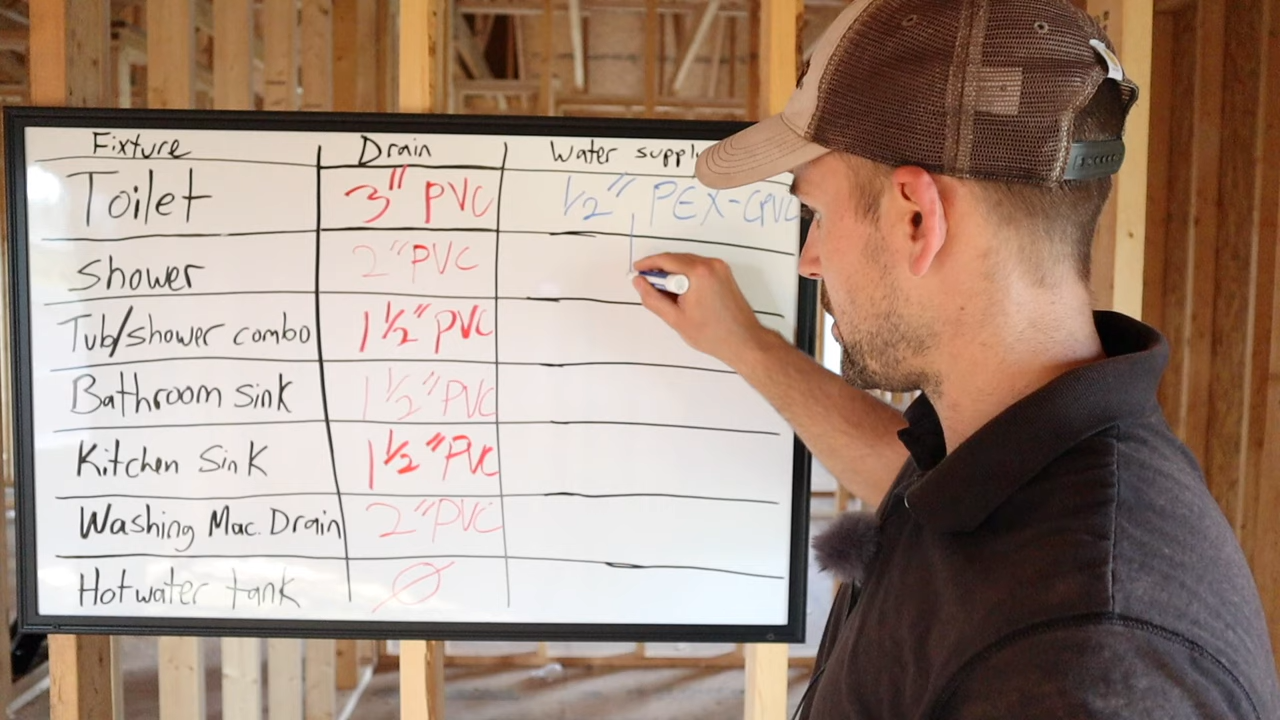 Fixture Drain Water suppl
Toilet 3" PVC 1/2" PEX-CPVC
Shower 2" PVC
Tub/shower combo 1 1/2" PVC
Bathroom Sink 1 1/2" PVC
Kitchen Sink 1 1/2" PVC
Washing Mac. Drain 2" PVC
Hotwater tank Ø